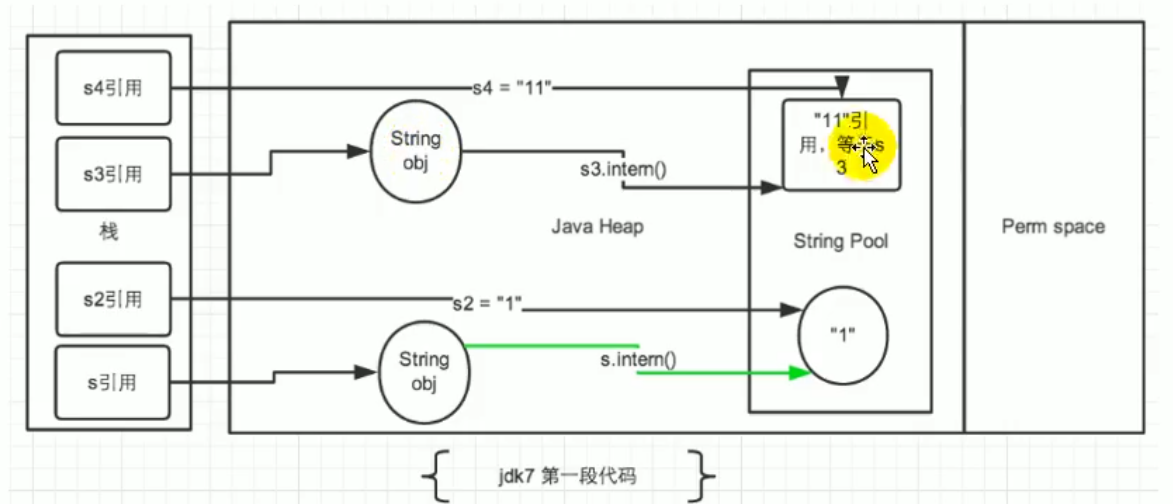 s4引用
s4 = "11"
String
obj
"11"引
用，等于s
3
s3引用
s3.intern()
栈
Java Heap
String Pool
Perm space
s2引用
s2 = "1"
"1"
s引用
String
obj
s.intern()
jdk7 第一段代码